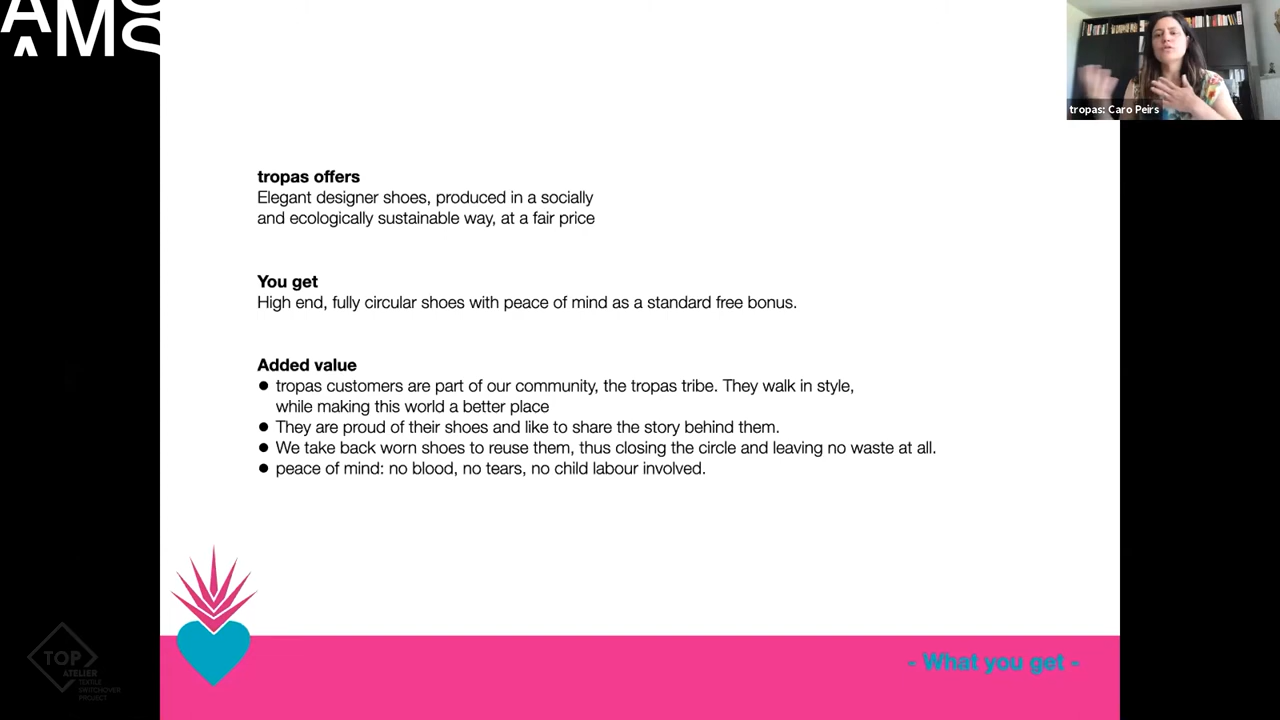 AMS
AMS
tropas: Caro Peirs
tropas offers
Elegant designer shoes, produced in a socially
and ecologically sustainable way, at a fair price
You get
High end, fully circular shoes with peace of mind as a standard free bonus.
Added value
● tropas customers are part of our community, the tropas tribe. They walk in style,
while making this world a better place
● They are proud of their shoes and like to share the story behind them.
● We take back worn shoes to reuse them, thus closing the circle and leaving no waste at all.
● peace of mind: no blood, no tears, no child labour involved.
TOP
ATELIER
TEXTILE
SWITCHOVER
PROJECT
- What you get -